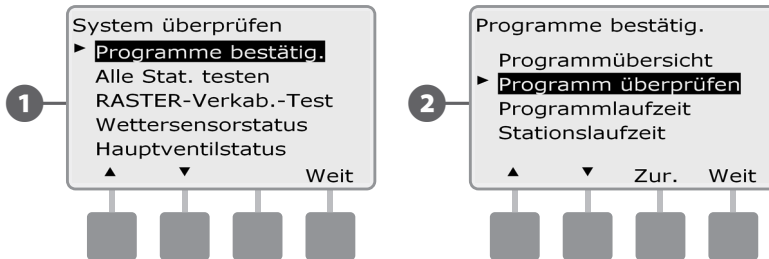 System überprüfen
Programme bestätig.
Alle Stat. testen
RASTER-Verkab.-Test
Wettersensorstatus
Hauptventilstatus
Weit
1
Programme bestätig.
Programmübersicht
Programm überprüfen
Programmlaufzeit
Stationslaufzeit
Zur. Weit
2